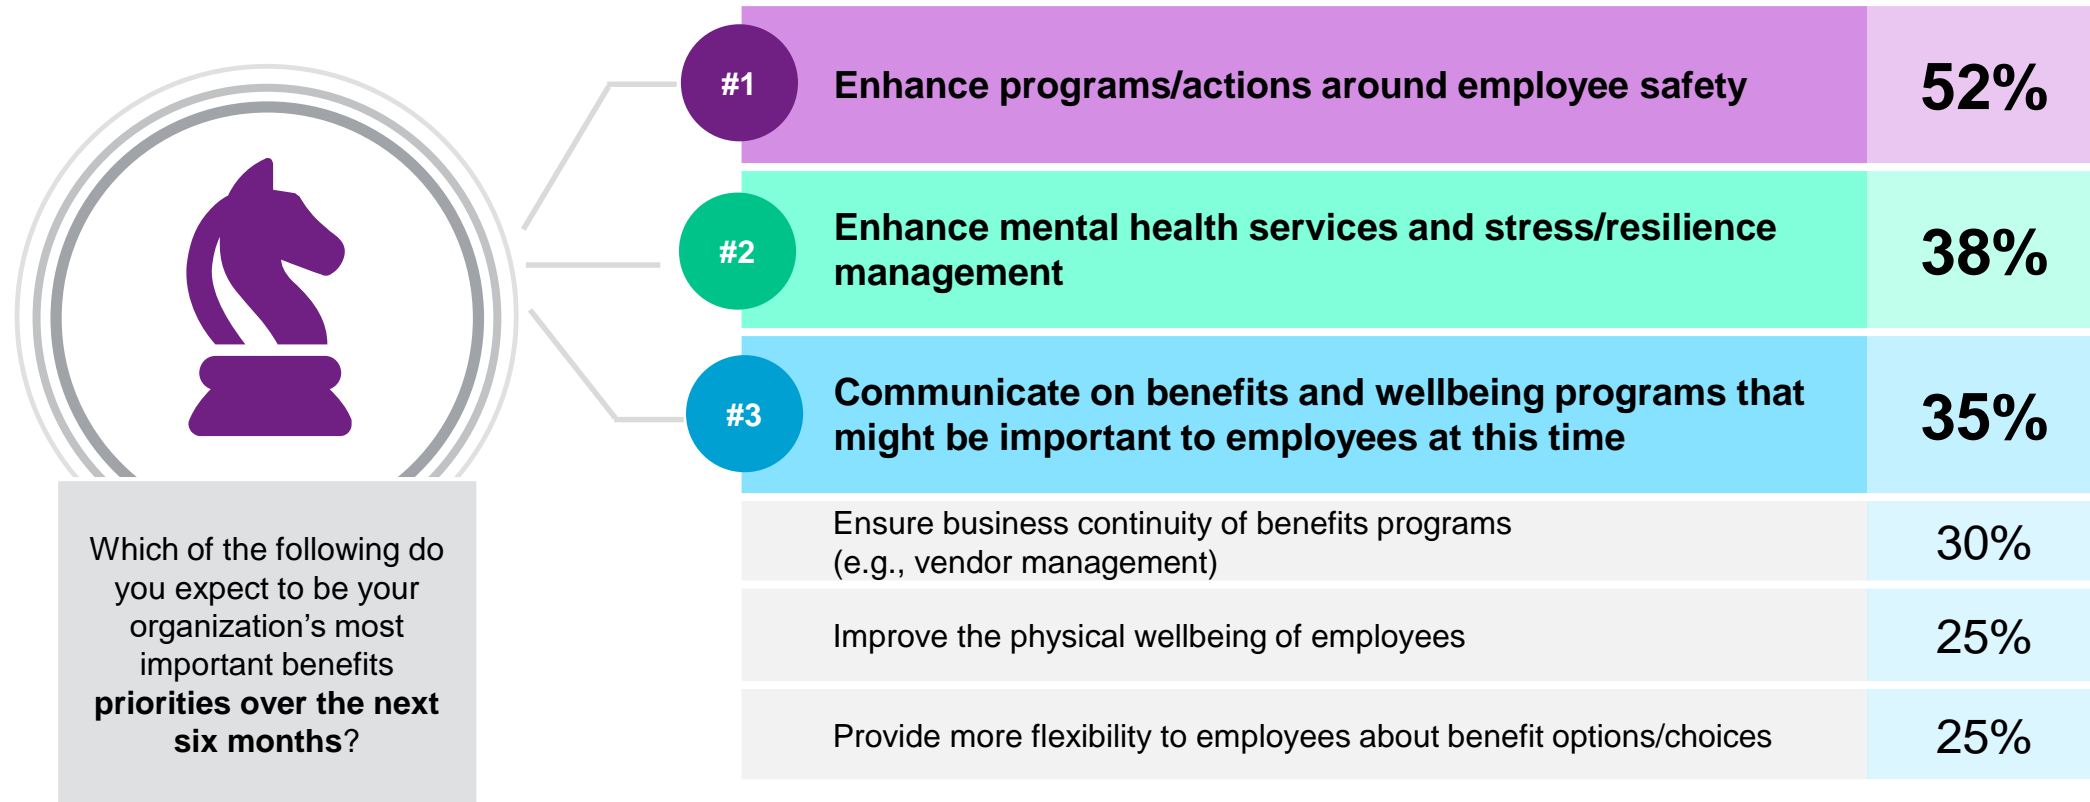 #1
Enhance programs/actions around employee safety
52%
#2
Enhance mental health services and stress/resilience
management
38%
#3
Communicate on benefits and wellbeing programs that
might be important to employees at this time
35%
Ensure business continuity of benefits programs
(e.g., vendor management)
30%
Improve the physical wellbeing of employees
25%
Provide more flexibility to employees about benefit options/choices
25%
Which of the following do
you expect to be your
organization’s most
important benefits
priorities over the next
six months?